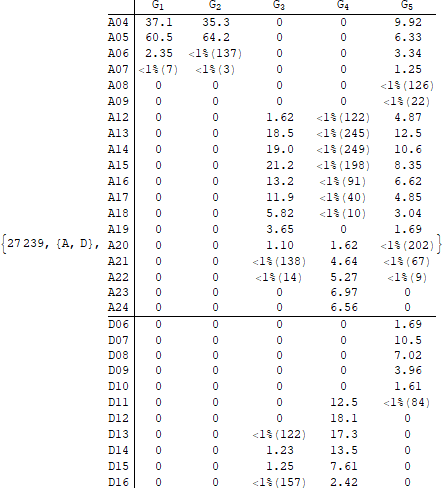 G1 G2 G3 G4 G5
A04 37.1 35.3 0 0 9.92
A05 60.5 64.2 0 0 6.33
A06 2.35 <1%(137) 0 0 3.34
A07 <1%(7) <1%(3) 0 0 1.25
A08 0 0 0 0 <1%(126)
A09 0 0 0 0 <1%(22)
A12 0 0 1.62 <1%(122) 4.87
A13 0 0 18.5 <1%(245) 12.5
A14 0 0 19.0 <1%(249) 10.6
A15 0 0 21.2 <1%(198) 8.35
A16 0 0 13.2 <1%(91) 6.62
A17 0 0 11.9 <1%(40) 4.85
A18 0 0 5.82 <1%(10) 3.04
A19 0 0 3.65 0 1.69
{27239, {A, D}, A20 0 0 1.10 1.62 <1%(202)}
A21 0 0 <1%(138) 4.64 <1%(67)
A22 0 0 <1%(14) 5.27 <1%(9)
A23 0 0 0 6.97 0
A24 0 0 0 6.56 0
D06 0 0 0 0 1.69
D07 0 0 0 0 10.5
D08 0 0 0 0 7.02
D09 0 0 0 0 3.96
D10 0 0 0 0 1.61
D11 0 0 0 12.5 <1%(84)
D12 0 0 0 18.1 0
D13 0 0 <1%(122) 17.3 0
D14 0 0 1.23 13.5 0
D15 0 0 1.25 7.61 0
D16 0 0 <1%(157) 2.42 0